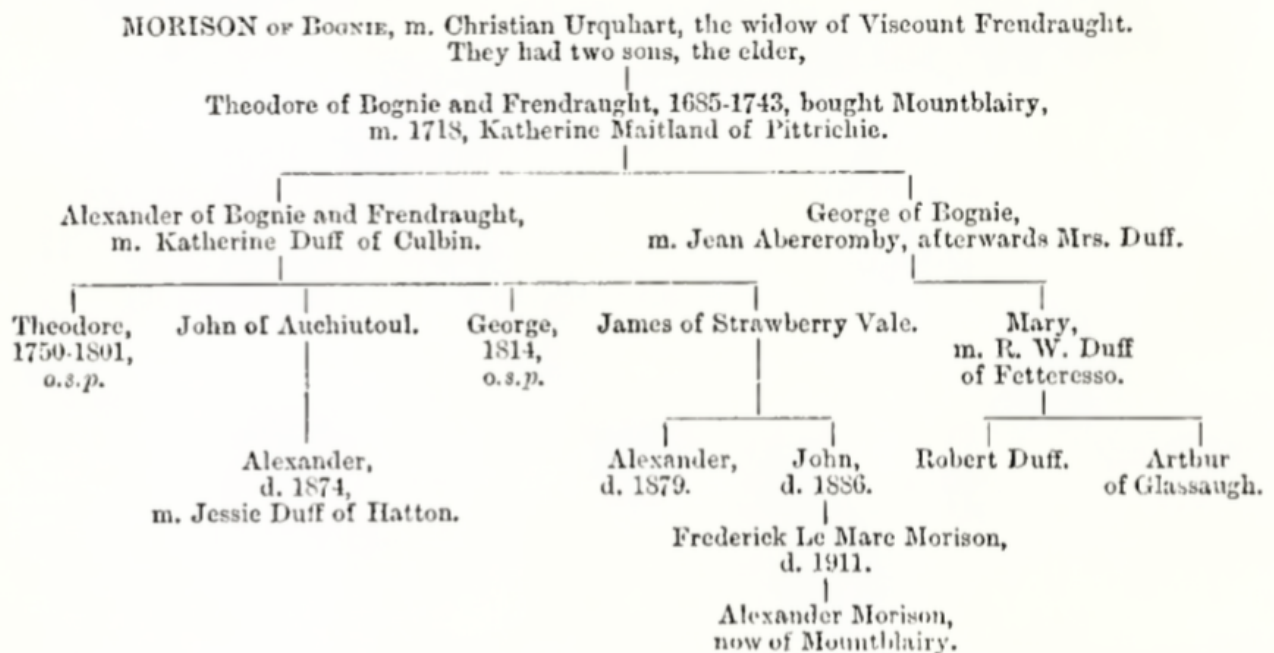 MORISON OF BOGNIE, m. Christian Urquhart, the widow of Viscount Frendraught.
They had two sons, the elder,
Theodore of Bognie and Frendraught, 1685-1743, bought Mountblairy,
m. 1718, Katherine Maitland of Pittrichie.
Alexander of Bognie and Frendraught,
m. Katherine Duff of Culbin.
George of Bognie,
m. Jean Abercromby, afterwards Mrs. Duff.
Theodore,
1750-1801,
o.s.p.
John of Auchiutoul.
George,
1814,
o.s.p.
James of Strawberry Vale.
Mary,
m. R. W. Duff
of Fetteresso.
Alexander,
d. 1874,
m. Jessie Duff of Hatton.
Alexander,
d. 1879.
John,
d. 1886.
Robert Duff.
Arthur
of Glassaugh.
Frederick Le Mare Morison,
d. 1911.
Alexander Morison,
now of Mountblairy.